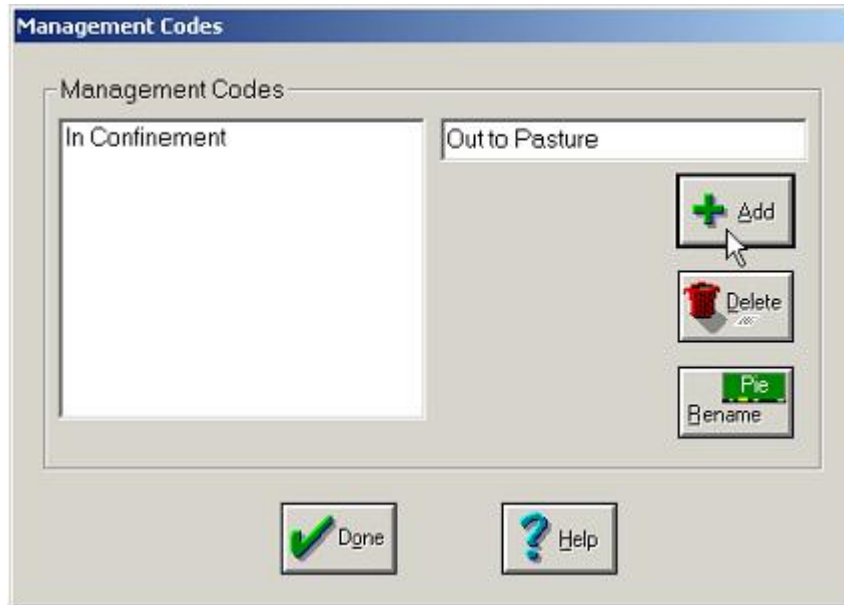 Management Codes
Management Codes
In Confinement
Out to Pasture
Add
Delete
Pie
Rename
Done
Help